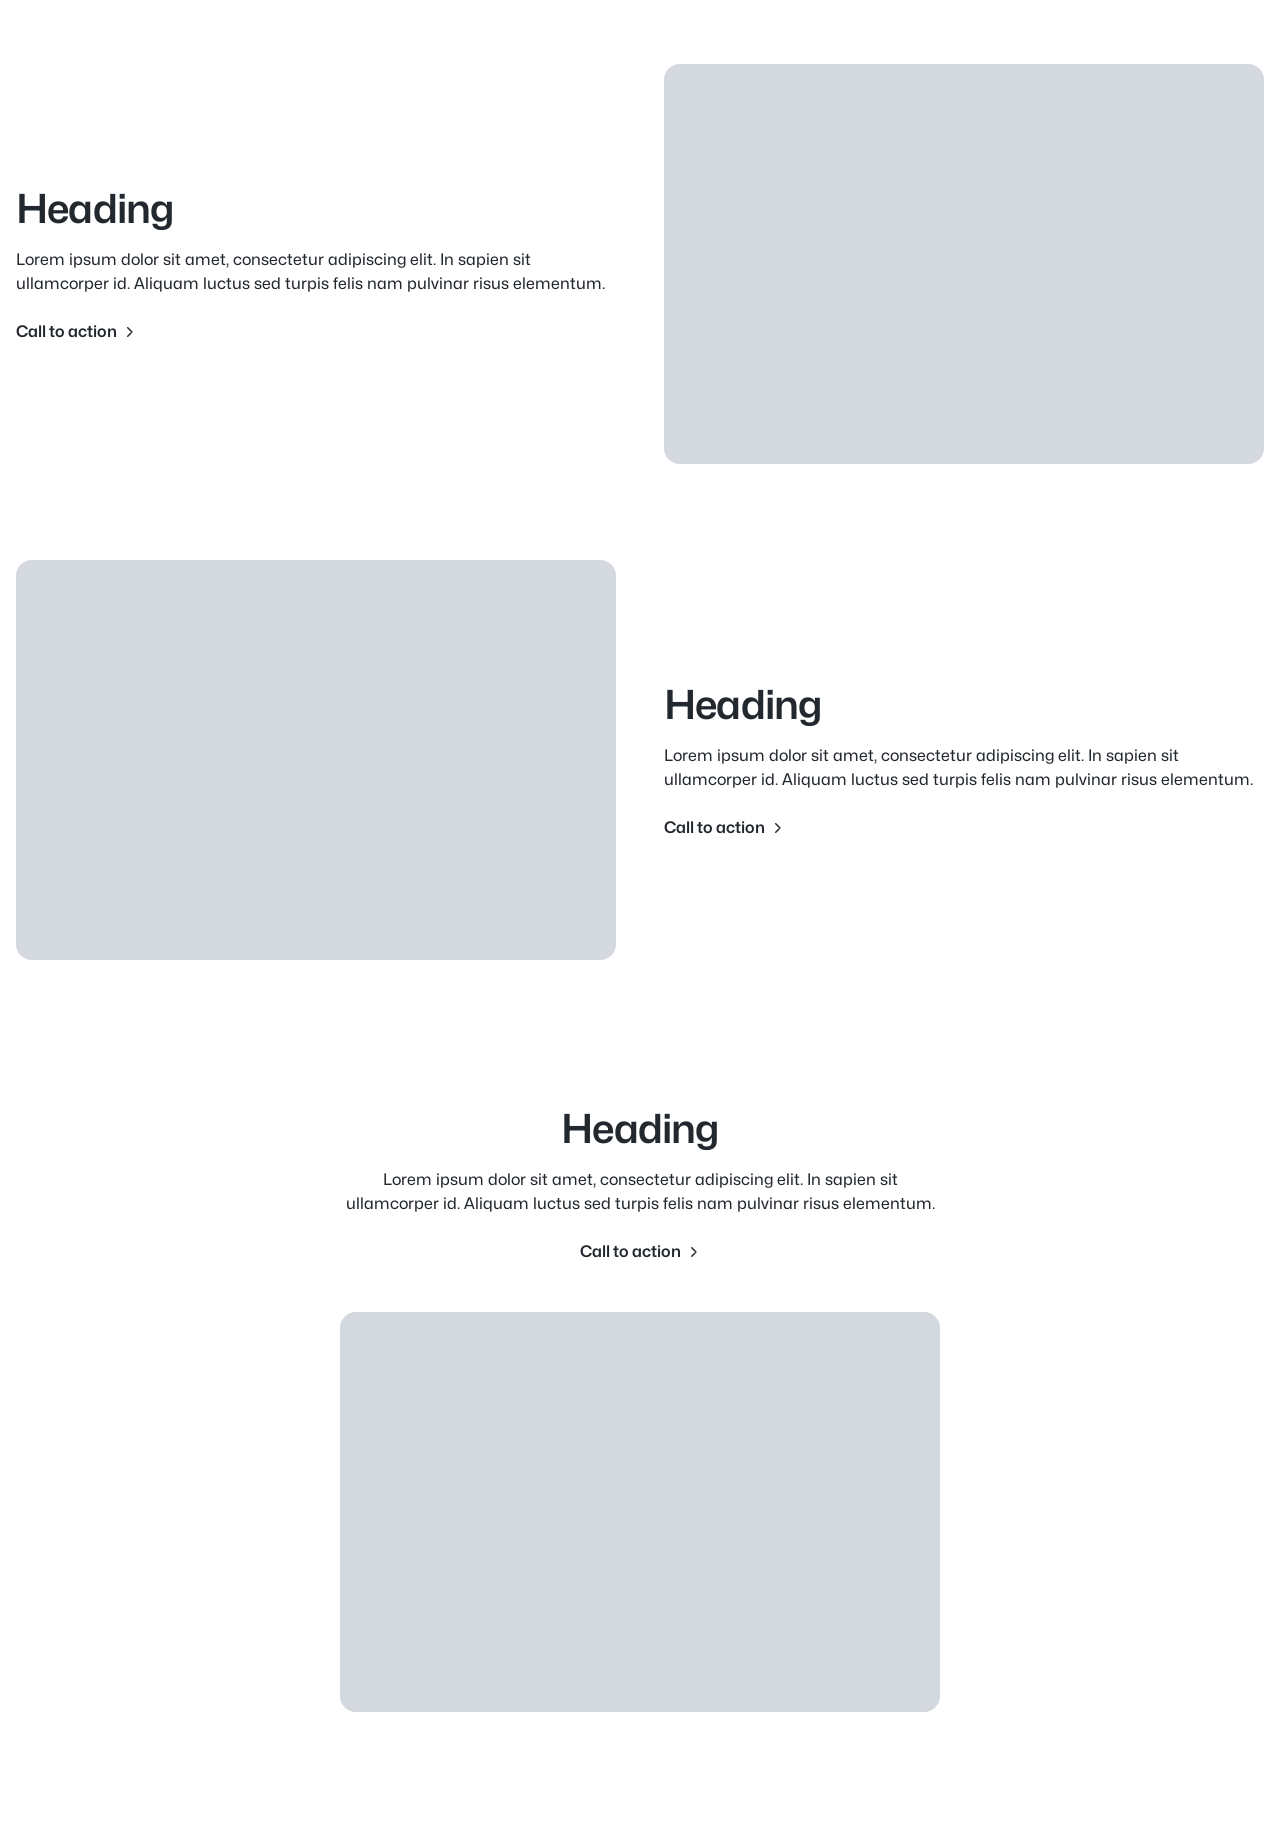 Heading
Lorem ipsum dolor sit amet, consectetur adipiscing elit. In sapien sit
ullamcorper id. Aliquam luctus sed turpis felis nam pulvinar risus elementum.
Call to action
Heading
Lorem ipsum dolor sit amet, consectetur adipiscing elit. In sapien sit
ullamcorper id. Aliquam luctus sed turpis felis nam pulvinar risus elementum.
Call to action
Heading
Lorem ipsum dolor sit amet, consectetur adipiscing elit. In sapien sit
ullamcorper id. Aliquam luctus sed turpis felis nam pulvinar risus elementum.
Call to action